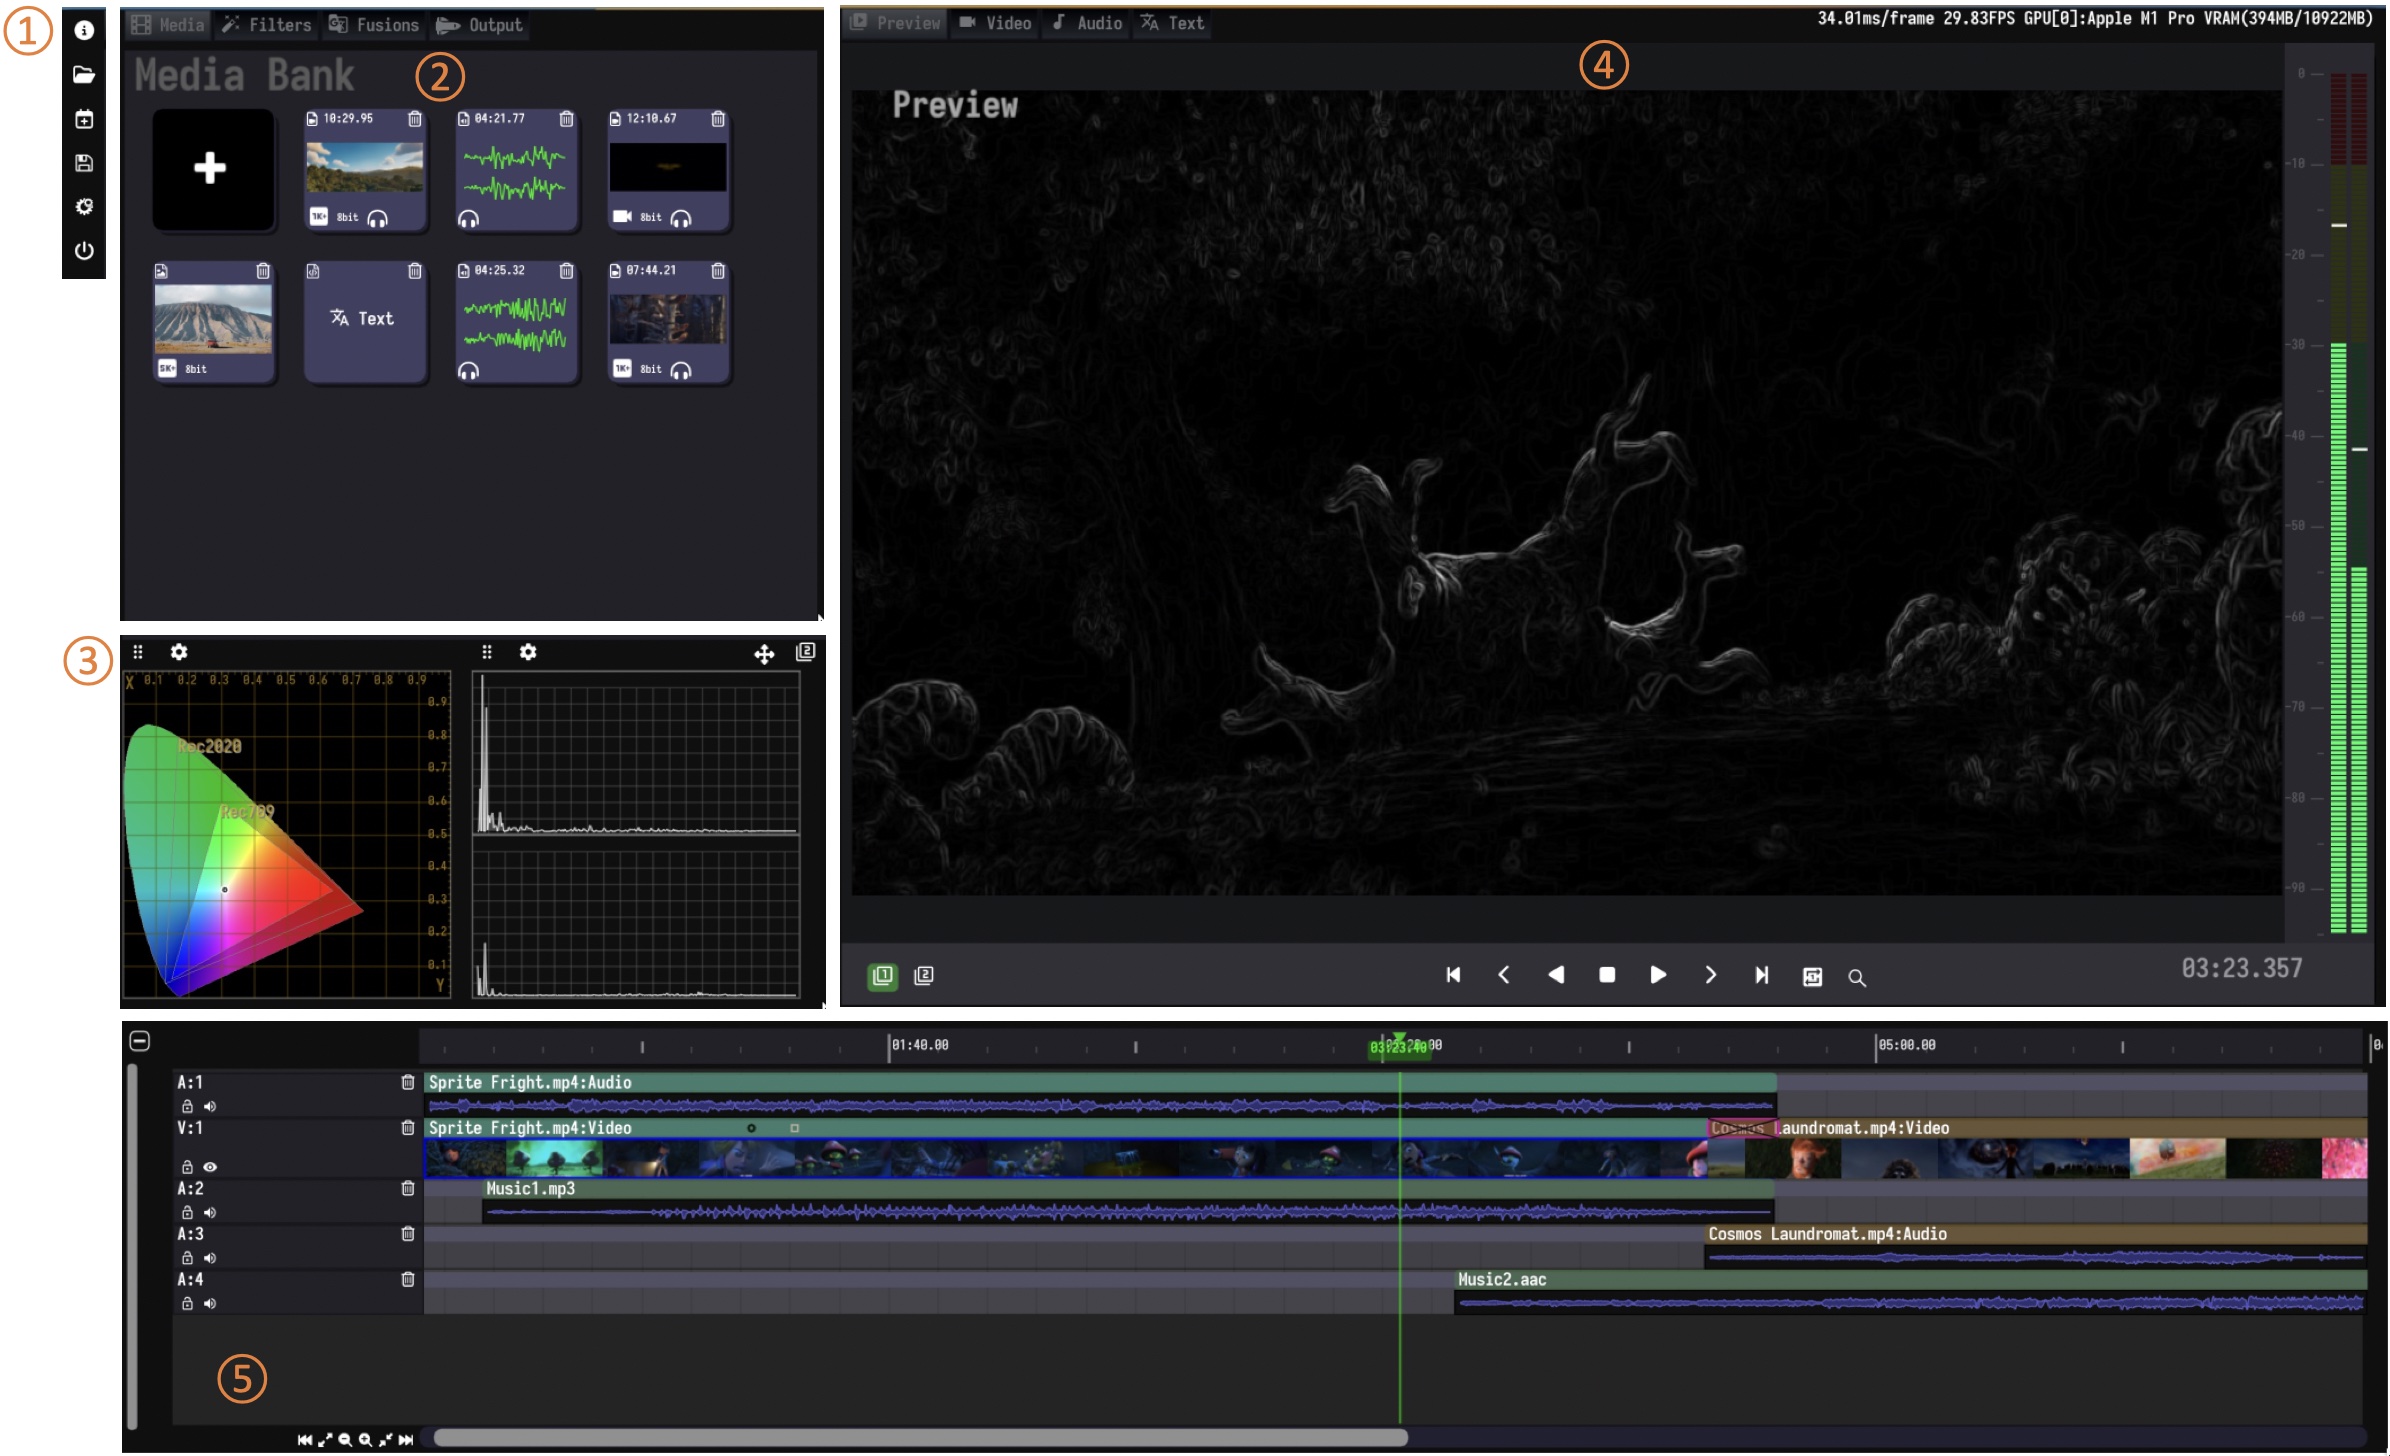 ①
Media Filters Fusions Output
Media Bank
②
10:29.95
1K+ 8bit
04:21.77
12:10.67
8bit
5K+ 8bit
Text
04:25.32
07:44.21
1K+ 8bit
③
2
X 0.1 0.2 0.3 0.4 0.5 0.6 0.7 0.8 0.9
0.9
0.8
0.7
0.6
0.5
0.4
0.3
0.2
0.1
Y
Rec2020
Rec709
Preview Video Audio Text
34.01ms/frame 29.83FPS GPU[0]:Apple M1 Pro VRAM(394MB/10922MB)
④
Preview
0
-10
-20
-30
-40
-50
-60
-70
-80
-90
1 2
03:23.357
01:40.00
03:23.40
05:00.00
A:1
Sprite Fright.mp4:Audio
V:1
Sprite Fright.mp4:Video
Cosmos Laundromat.mp4:Video
A:2
Music1.mp3
A:3
Cosmos Laundromat.mp4:Audio
A:4
Music2.aac
⑤